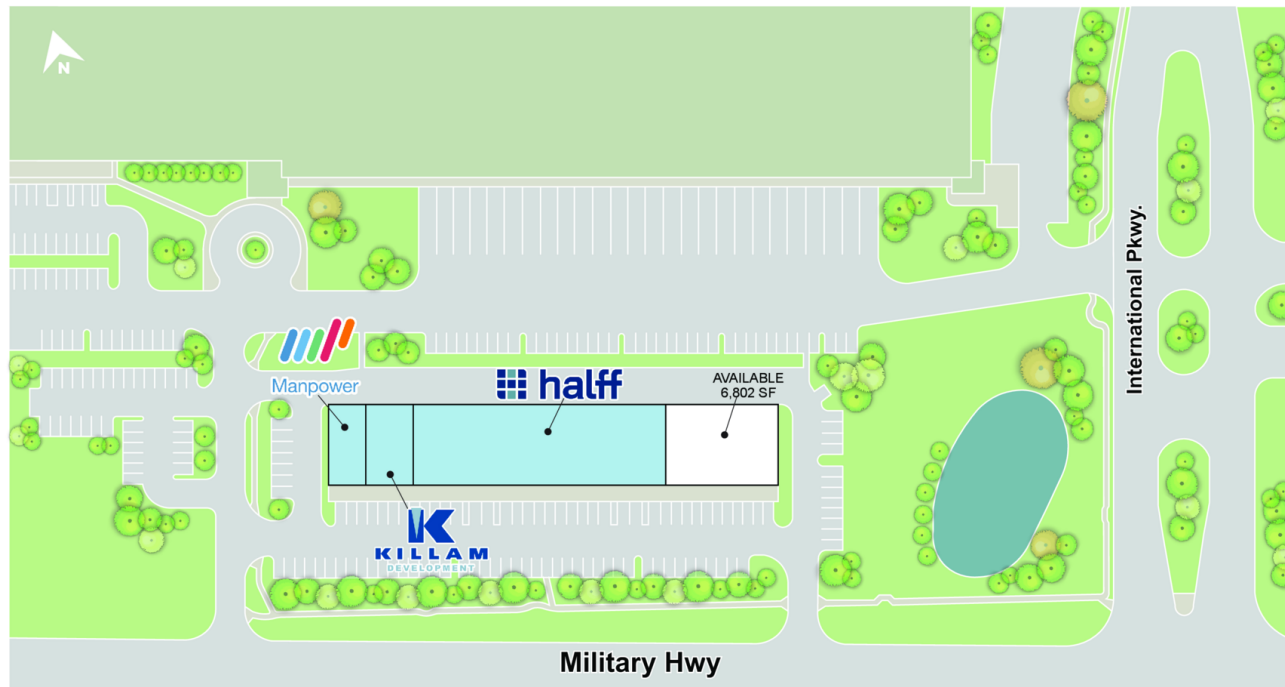 N
International Pkwy.
Manpower
halff
AVAILABLE
6,802 SF
KILLAM
DEVELOPMENT
Military Hwy